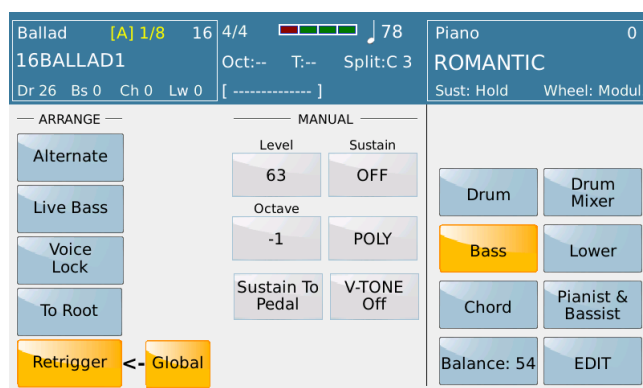 Ballad [A] 1/8 16
16BALLAD1
Dr 26 Bs 0 Ch 0 Lw 0
4/4 78
Oct:-- T:-- Split:C 3
[ -------------- ]
Piano 0
ROMANTIC
Sust: Hold Wheel: Modul
ARRANGE
Alternate
Live Bass
Voice
Lock
To Root
Retrigger <- Global
MANUAL
Level Sustain
63 OFF
Octave
-1 POLY
Sustain To
Pedal
V-TONE
Off
Drum
Drum
Mixer
Bass
Lower
Chord
Pianist &
Bassist
Balance: 54
EDIT